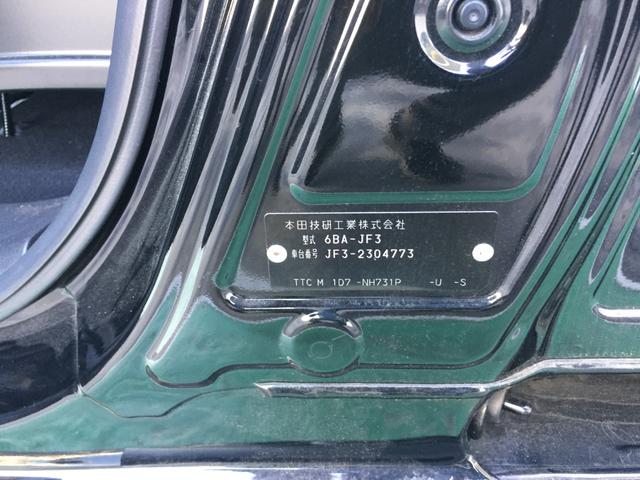 本田技研工業株式会社
型式 6BA-JF3
車台番号 JF3-2304773
TTC M 1D7 -NH731P -U -S